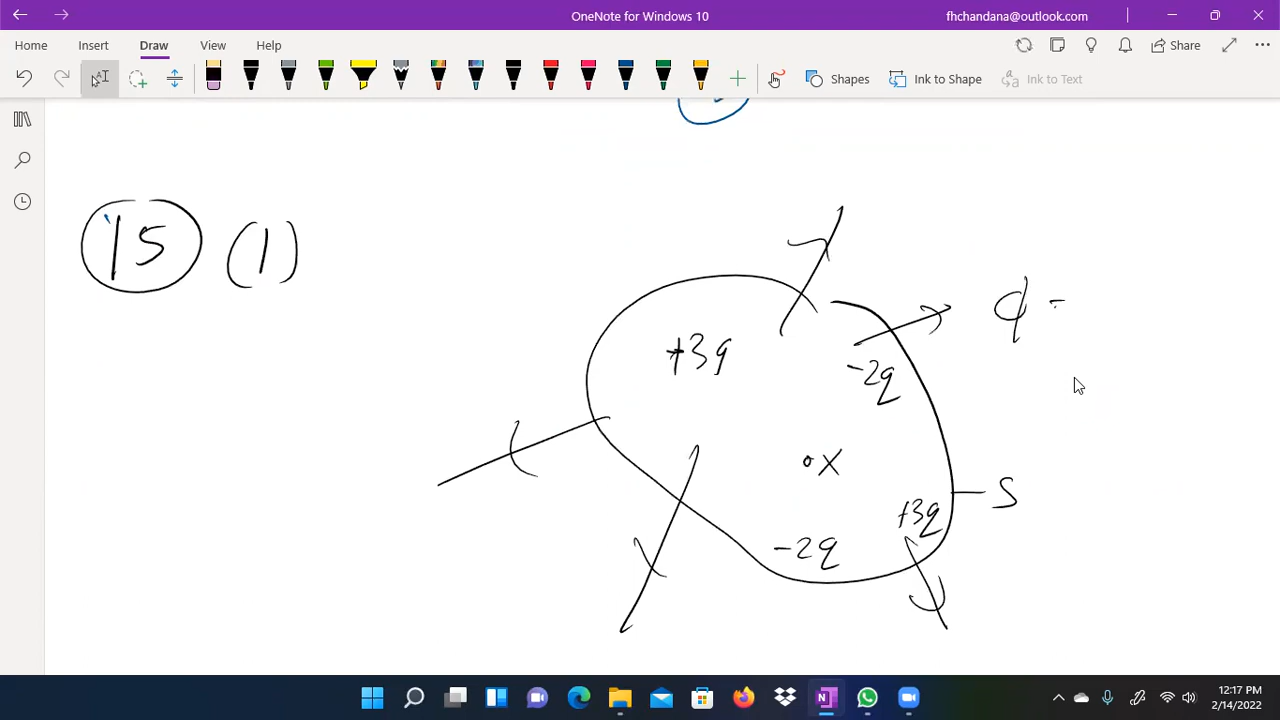 OneNote for Windows 10
fhchandana@outlook.com
Home Insert Draw View Help
Share
Shapes Ink to Shape Ink to Text
15 (1)
ϕ =
+3q
-2q
X
S
+3q
-2q
12:17 PM
2/14/2022